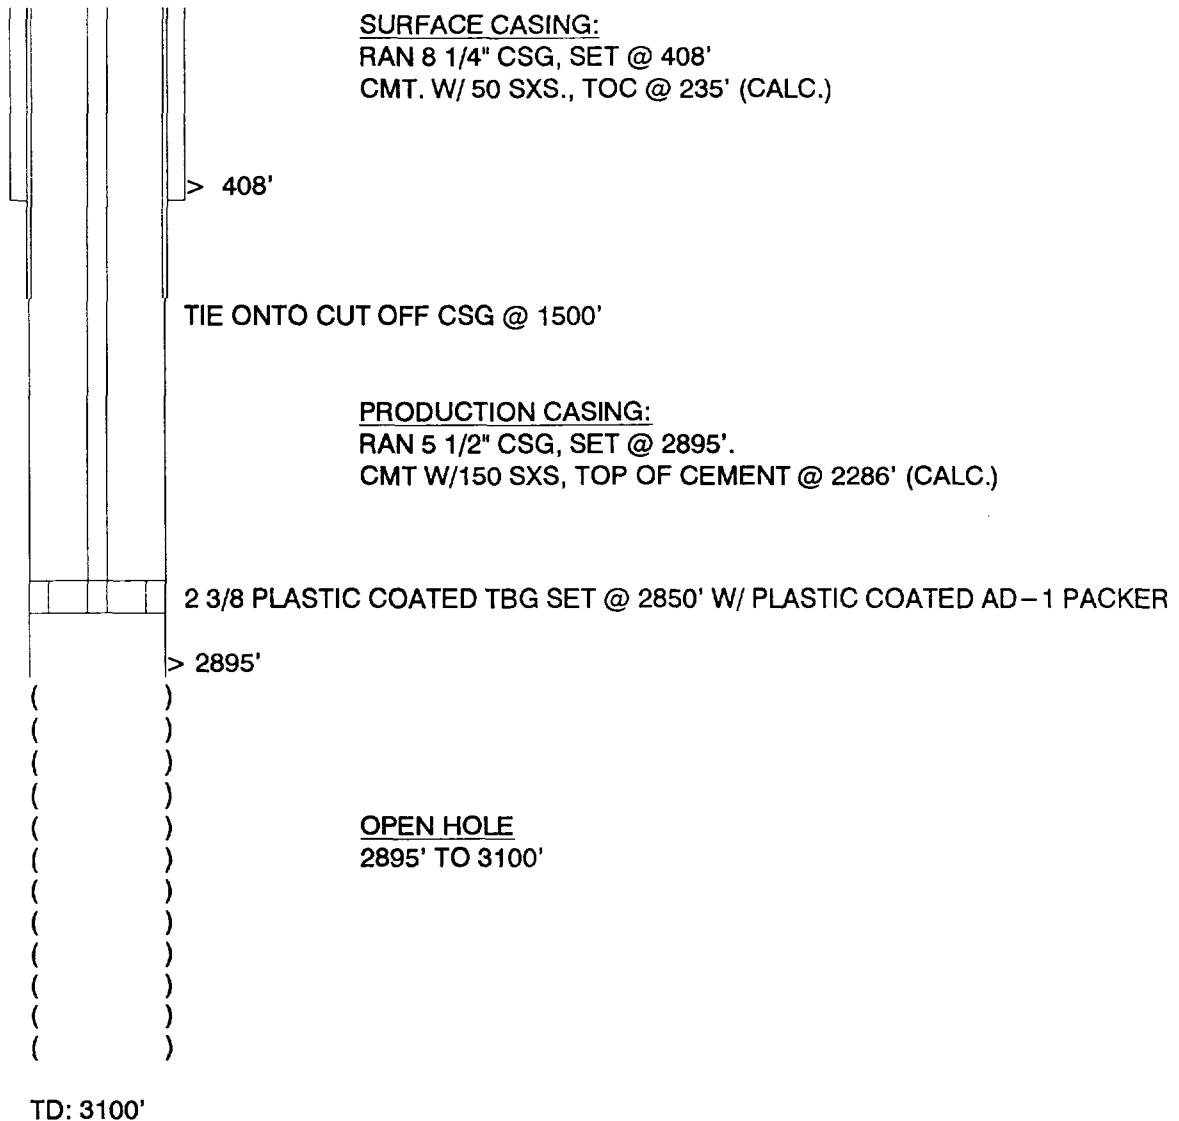 SURFACE CASING:
RAN 8 1/4" CSG, SET @ 408'
CMT. W/ 50 SXS., TOC @ 235' (CALC.)
> 408'
TIE ONTO CUT OFF CSG @ 1500'
PRODUCTION CASING:
RAN 5 1/2" CSG, SET @ 2895'.
CMT W/150 SXS, TOP OF CEMENT @ 2286' (CALC.)
2 3/8 PLASTIC COATED TBG SET @ 2850' W/ PLASTIC COATED AD-1 PACKER
> 2895'
( )
( )
( )
( )
( )
OPEN HOLE
( )
2895' TO 3100'
( )
( )
( )
( )
( )
( )
TD: 3100'